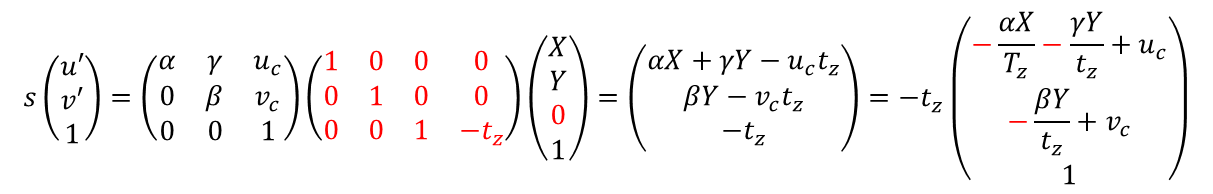 s(u′ v′ 1) = (α γ u_c; 0 β v_c; 0 0 1)(1 0 0 0; 0 1 0 0; 0 0 1 −t_z)(X Y 0 1) = (αX + γY − u_c t_z; βY − v_c t_z; −t_z) = −t_z(−αX/T_z − γY/t_z + u_c; −βY/t_z + v_c; 1)